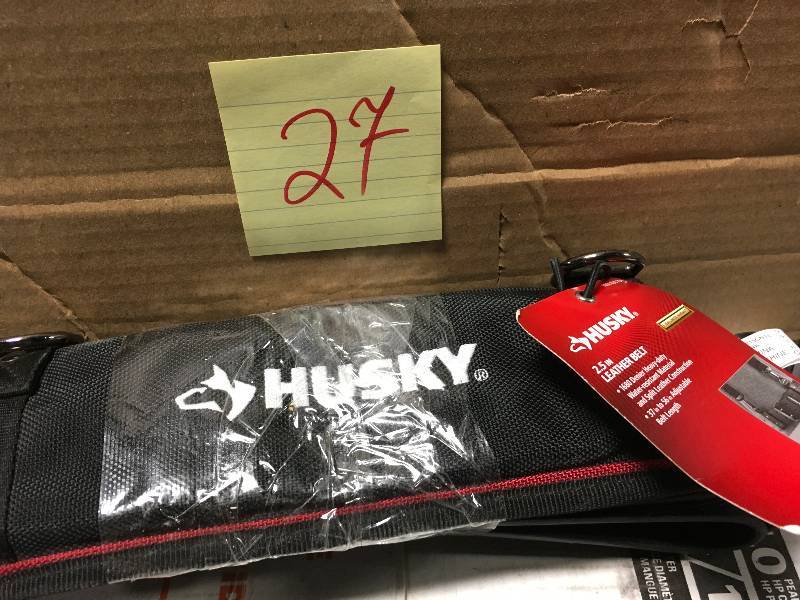 27
HUSKY®
HUSKY®
2.5 IN
LEATHER BELT
• 1680 Denier Heavy-duty
Water-resistant Material
and Split Leather Construction
• 37 in to 56 in Adjustable
Belt Length